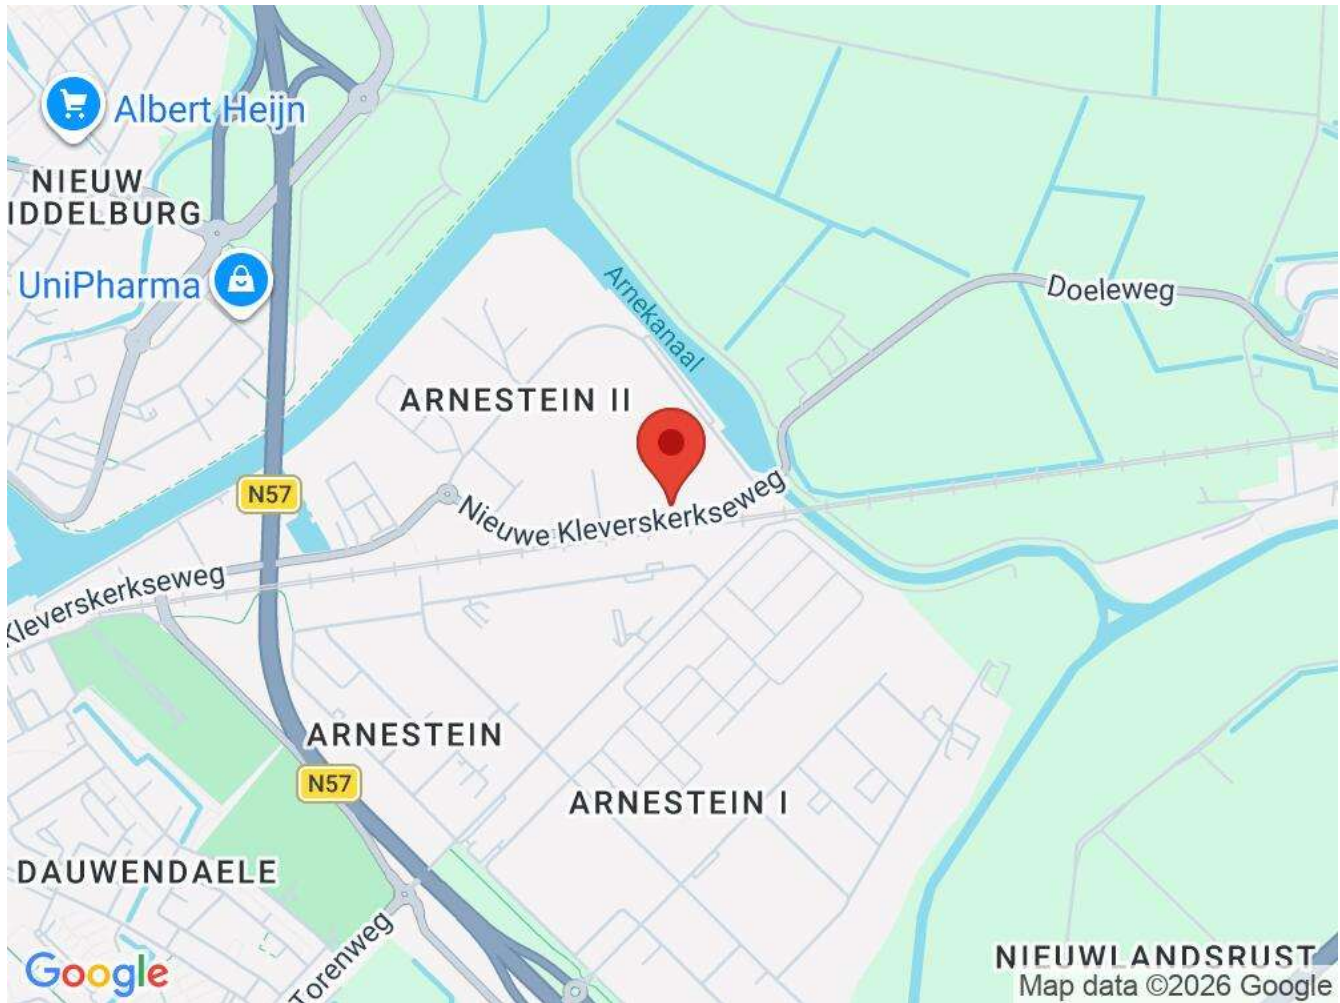 Albert Heijn
NIEUW
IDDELBURG
UniPharma
Arnekanaal
Doeleweg
ARNESTEIN II
N57
Nieuwe Kleverskerkseweg
Kleverskerkseweg
ARNESTEIN
N57
ARNESTEIN I
DAUWENDAELE
Torenweg
NIEUWLANDSRUST
Google
Map data ©2026 Google